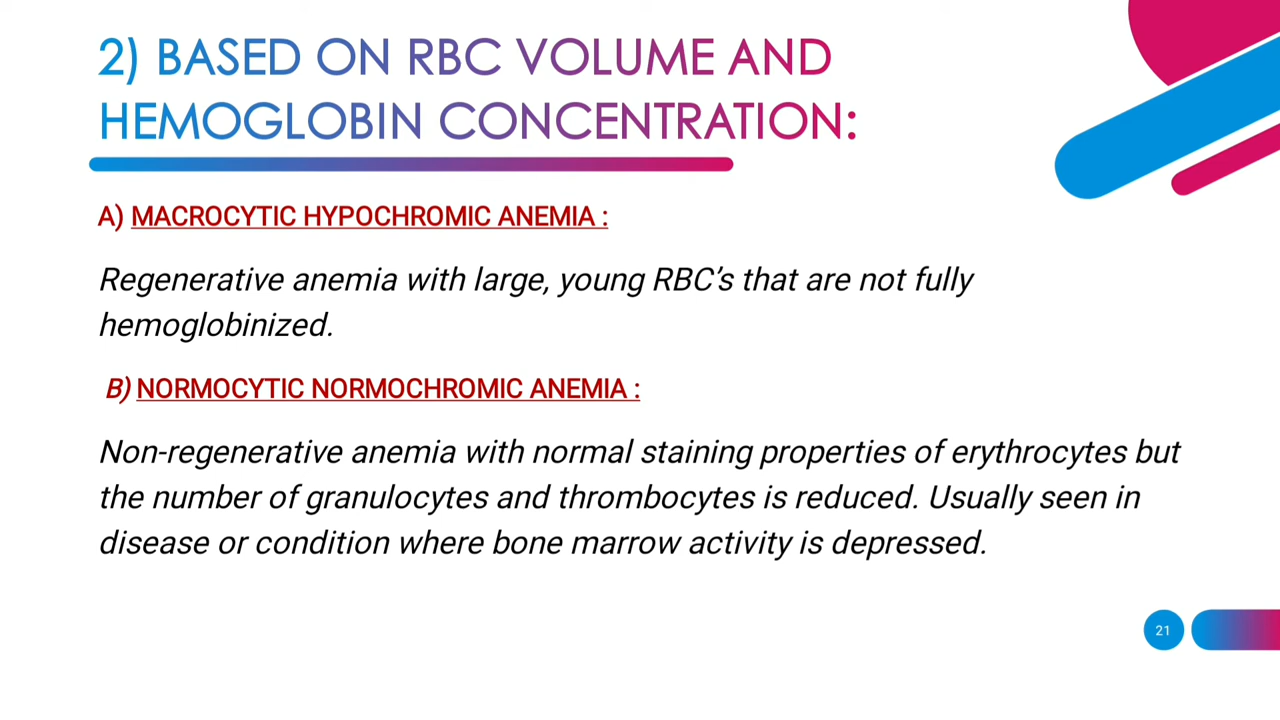 2) BASED ON RBC VOLUME AND
HEMOGLOBIN CONCENTRATION:
A) MACROCYTIC HYPOCHROMIC ANEMIA :
Regenerative anemia with large, young RBC’s that are not fully
hemoglobinized.
B) NORMOCYTIC NORMOCHROMIC ANEMIA :
Non-regenerative anemia with normal staining properties of erythrocytes but
the number of granulocytes and thrombocytes is reduced. Usually seen in
disease or condition where bone marrow activity is depressed.
21